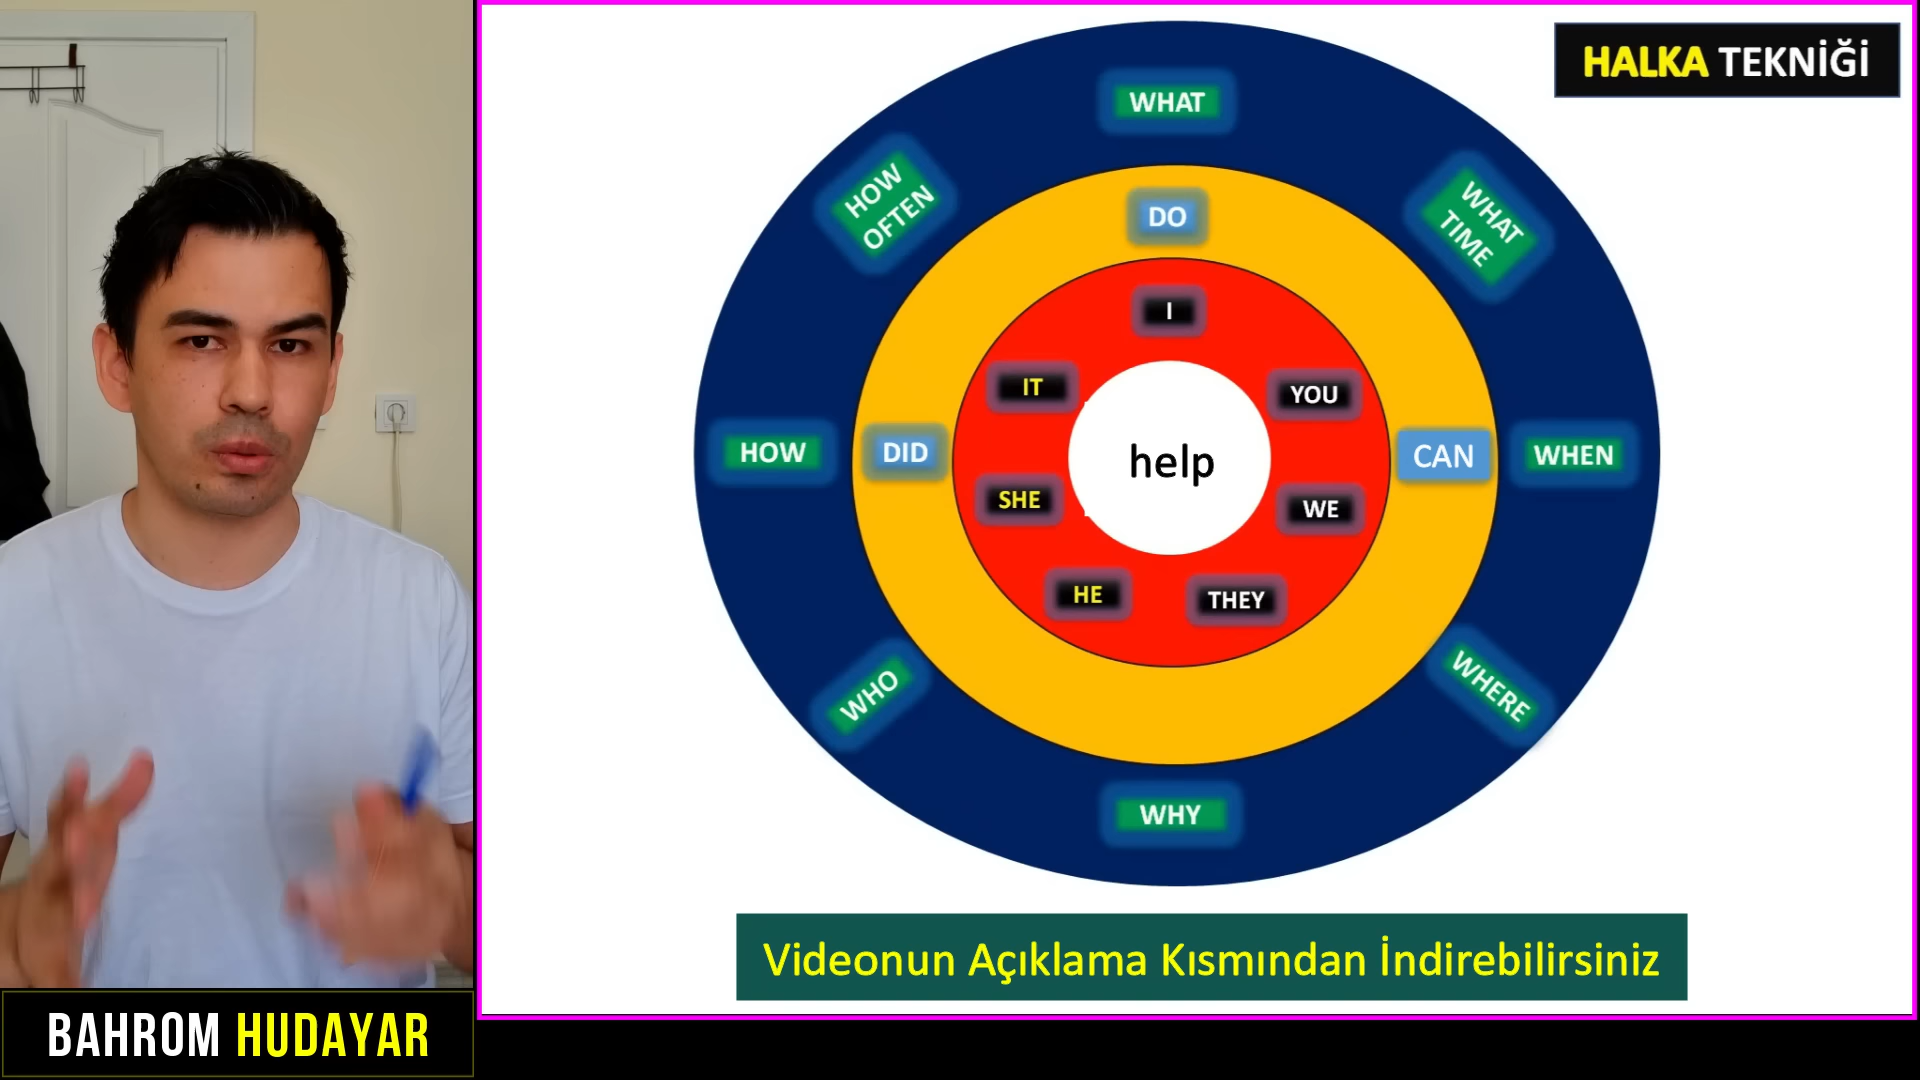 HALKA TEKNİĞİ
WHAT
HOW
OFTEN
WHAT
TIME
DO
I
IT
YOU
HOW
DID
help
CAN
WHEN
SHE
WE
HE
THEY
WHO
WHERE
WHY
Videonun Açıklama Kısmından İndirebilirsiniz
BAHROM HUDAYAR